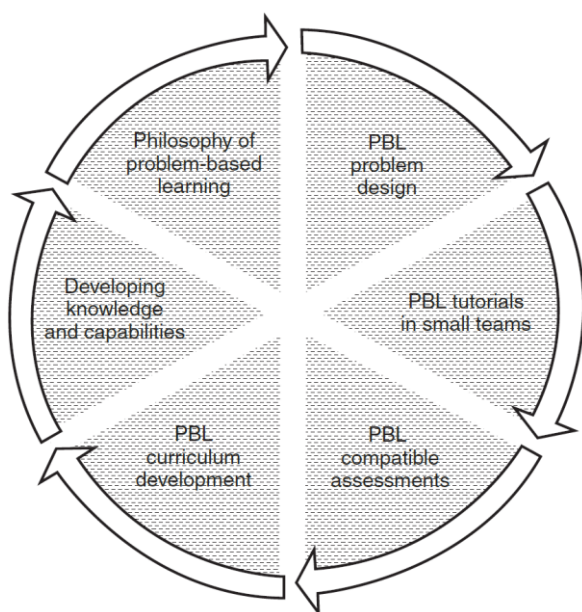 Philosophy of
problem-based
learning
PBL
problem
design
PBL tutorials
in small teams
PBL
compatible
assessments
PBL
curriculum
development
Developing
knowledge
and capabilities